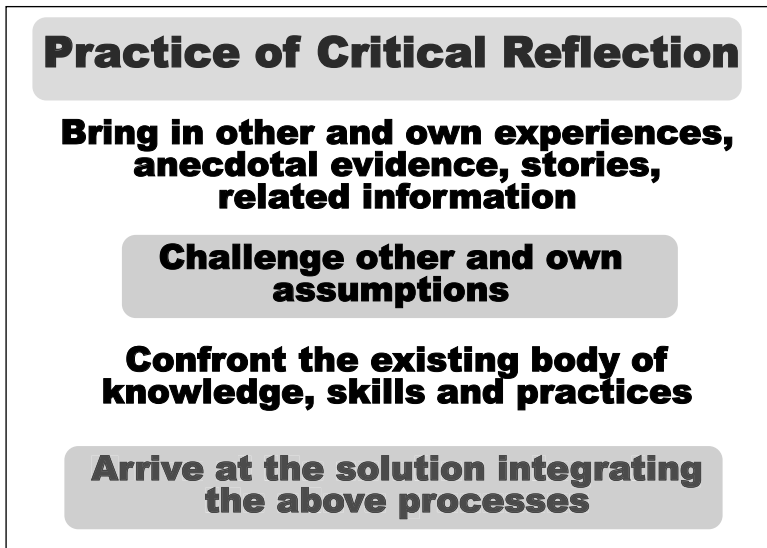 Practice of Critical Reflection
Bring in other and own experiences,
anecdotal evidence, stories,
related information
Challenge other and own
assumptions
Confront the existing body of
knowledge, skills and practices
Arrive at the solution integrating
the above processes